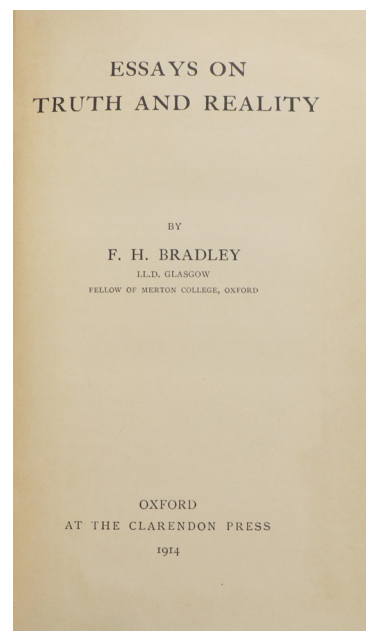 ESSAYS ON
TRUTH AND REALITY
BY
F. H. BRADLEY
LL.D. GLASGOW
FELLOW OF MERTON COLLEGE, OXFORD
OXFORD
AT THE CLARENDON PRESS
1914